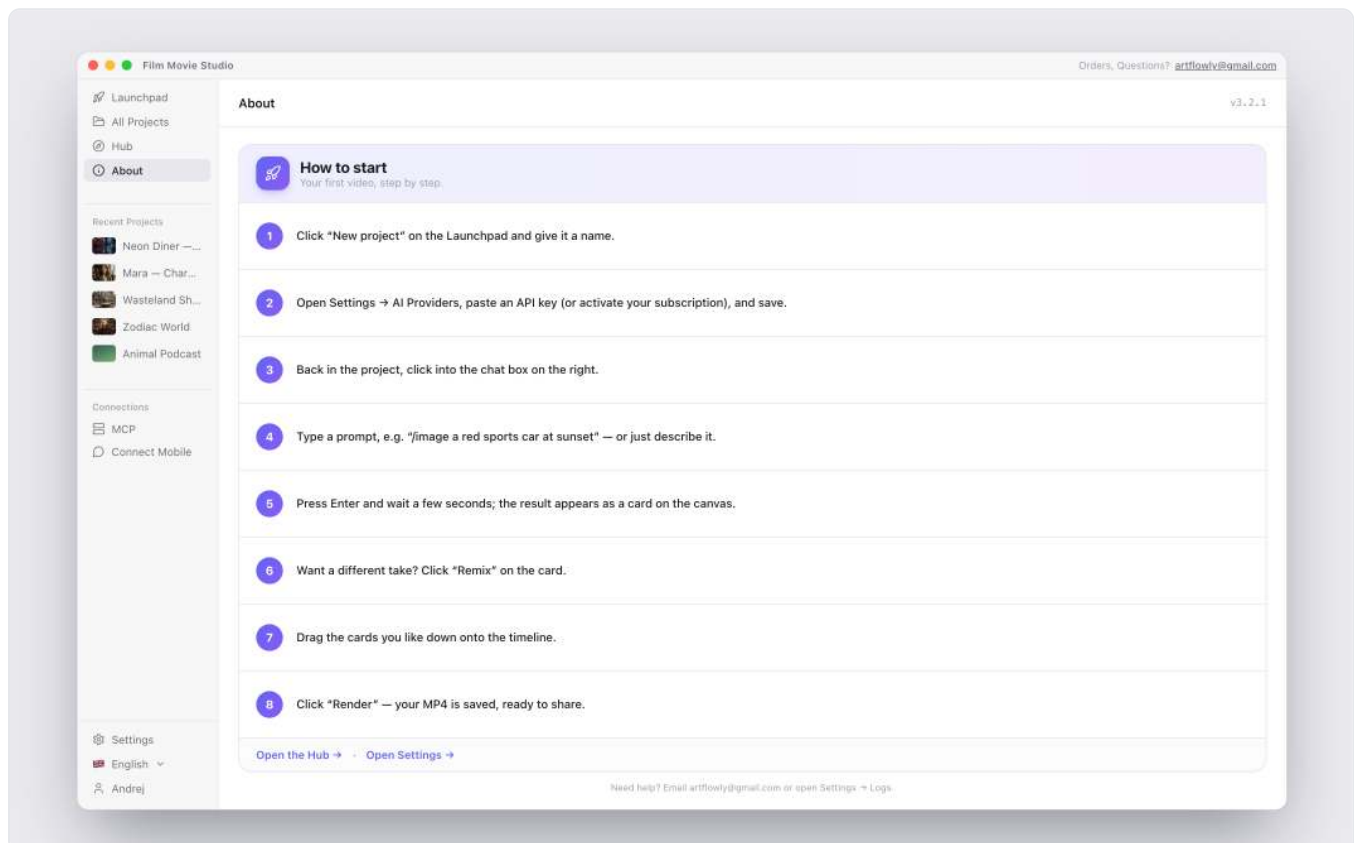 Film Movie Studio
Orders, Questions? artflowly@gmail.com
Launchpad
All Projects
Hub
About
Recent Projects
Neon Diner —...
Mara — Char...
Wasteland Sh...
Zodiac World
Animal Podcast
Connections
MCP
Connect Mobile
Settings
English
Andrej
About
v3.2.1
How to start
Your first video, step by step.
1 Click “New project” on the Launchpad and give it a name.
2 Open Settings → AI Providers, paste an API key (or activate your subscription), and save.
3 Back in the project, click into the chat box on the right.
4 Type a prompt, e.g. “/image a red sports car at sunset” — or just describe it.
5 Press Enter and wait a few seconds; the result appears as a card on the canvas.
6 Want a different take? Click “Remix” on the card.
7 Drag the cards you like down onto the timeline.
8 Click “Render” — your MP4 is saved, ready to share.
Open the Hub → · Open Settings →
Need help? Email artflowly@gmail.com or open Settings → Logs.